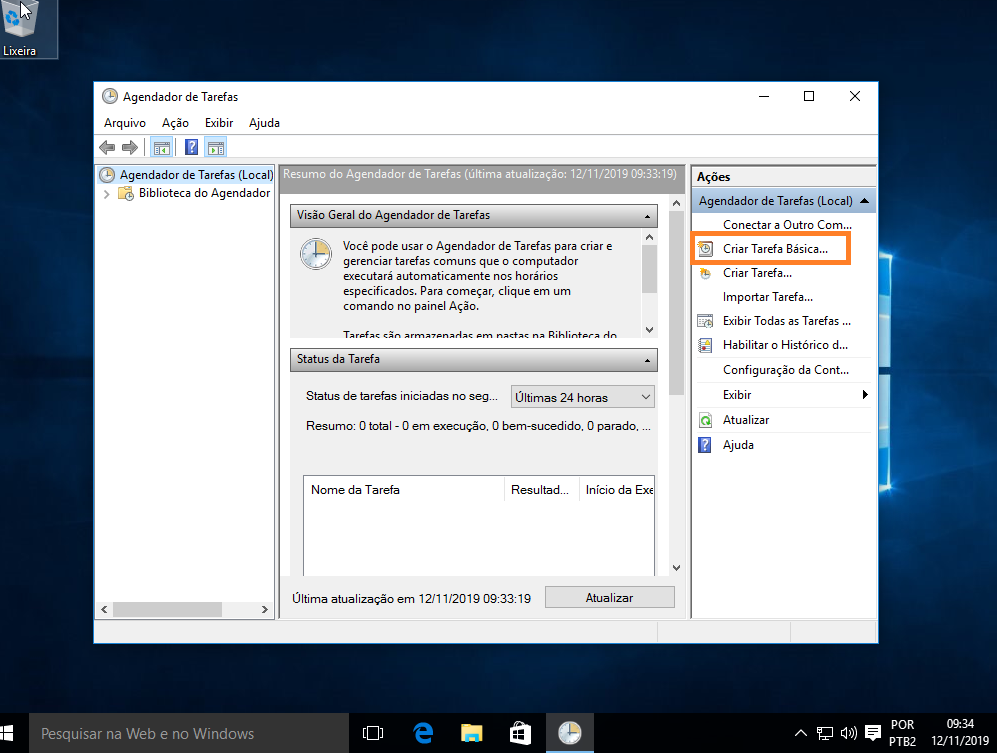 Lixeira
Agendador de Tarefas
Arquivo Ação Exibir Ajuda
Agendador de Tarefas (Local)
Biblioteca do Agendador
Resumo do Agendador de Tarefas (última atualização: 12/11/2019 09:33:19)
Visão Geral do Agendador de Tarefas
Você pode usar o Agendador de Tarefas para criar e
gerenciar tarefas comuns que o computador
executará automaticamente nos horários
especificados. Para começar, clique em um
comando no painel Ação.
Tarefas são armazenadas em pastas na Biblioteca do
Status da Tarefa
Status de tarefas iniciadas no seg... Últimas 24 horas
Resumo: 0 total - 0 em execução, 0 bem-sucedido, 0 parado, ...
Nome da Tarefa Resultad... Início da Exe
Última atualização em 12/11/2019 09:33:19 Atualizar
Ações
Agendador de Tarefas (Local)
Conectar a Outro Com...
Criar Tarefa Básica...
Criar Tarefa...
Importar Tarefa...
Exibir Todas as Tarefas ...
Habilitar o Histórico d...
Configuração da Cont...
Exibir
Atualizar
Ajuda
Pesquisar na Web e no Windows
POR
PTB2
09:34
12/11/2019